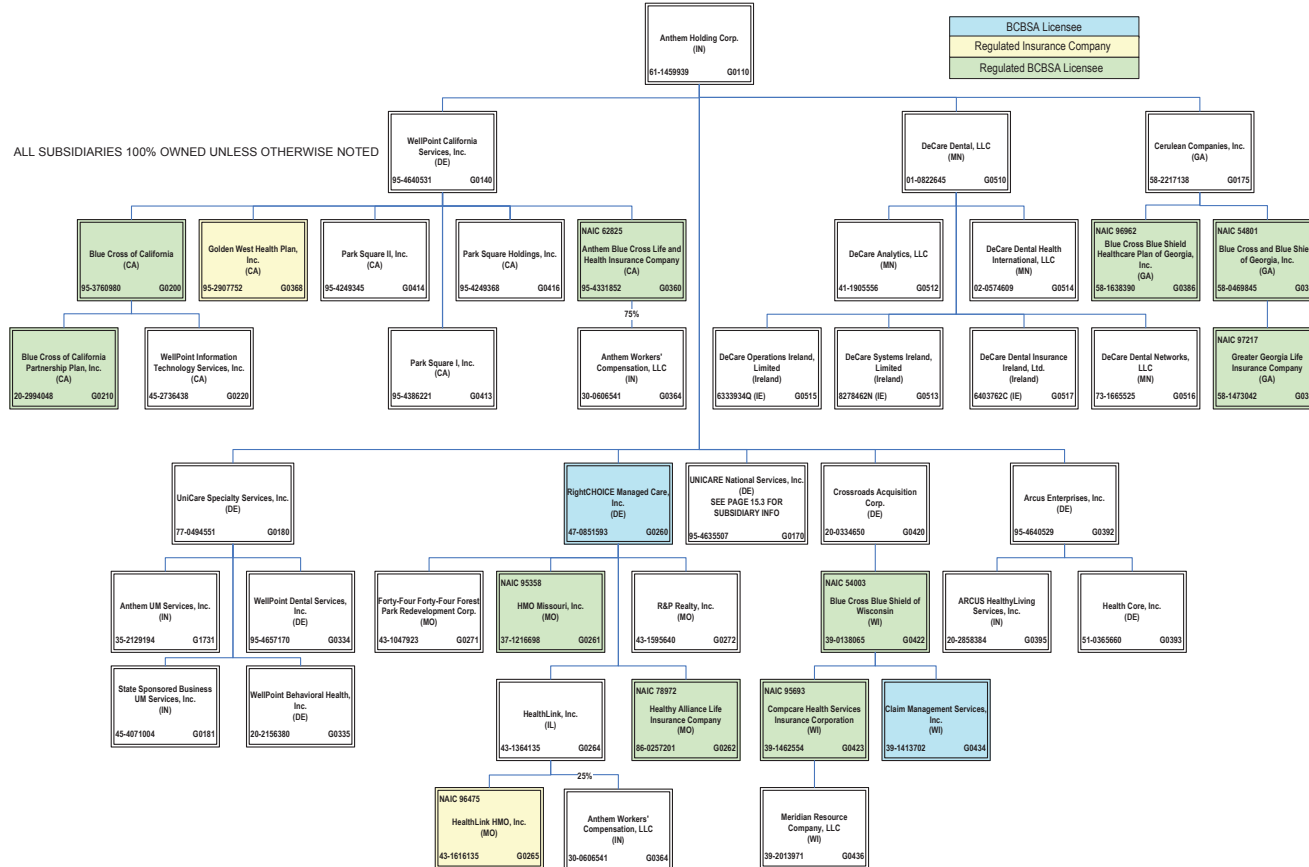 Anthem Holding Corp.
(IN)
61-1459939 G0110
BCBSA Licensee
Regulated Insurance Company
Regulated BCBSA Licensee
ALL SUBSIDIARIES 100% OWNED UNLESS OTHERWISE NOTED
WellPoint California
Services, Inc.
(DE)
95-4640531 G0140
DeCare Dental, LLC
(MN)
01-0822645 G0510
Cerulean Companies, Inc.
(GA)
58-2217138 G0175
Blue Cross of California
(CA)
95-3760980 G0200
Golden West Health Plan,
Inc.
(CA)
95-2907752 G0368
Park Square II, Inc.
(CA)
95-4249345 G0414
Park Square Holdings, Inc.
(CA)
95-4249368 G0416
NAIC 62825
Anthem Blue Cross Life and
Health Insurance Company
(CA)
95-4331852 G0360
DeCare Analytics, LLC
(MN)
41-1905556 G0512
DeCare Dental Health
International, LLC
(MN)
02-0574609 G0514
NAIC 96962
Blue Cross Blue Shield
Healthcare Plan of Georgia,
Inc.
(GA)
58-1638390 G0386
NAIC 54801
Blue Cross and Blue Shie
of Georgia, Inc.
(GA)
58-0469845 G03
75%
Blue Cross of California
Partnership Plan, Inc.
(CA)
20-2994048 G0210
WellPoint Information
Technology Services, Inc.
(CA)
45-2736438 G0220
Park Square I, Inc.
(CA)
95-4386221 G0413
Anthem Workers'
Compensation, LLC
(IN)
30-0606541 G0364
DeCare Operations Ireland,
Limited
(Ireland)
6333934Q (IE) G0515
DeCare Systems Ireland,
Limited
(Ireland)
8278462N (IE) G0513
DeCare Dental Insurance
Ireland, Ltd.
(Ireland)
6403762C (IE) G0517
DeCare Dental Networks,
LLC
(MN)
73-1665525 G0516
NAIC 97217
Greater Georgia Life
Insurance Company
(GA)
58-1473042 G03
UniCare Specialty Services, Inc.
(DE)
77-0494551 G0180
RightCHOICE Managed Care,
Inc.
(DE)
47-0851593 G0260
UNICARE National Services, Inc.
(DE)
SEE PAGE 15.3 FOR
SUBSIDIARY INFO
95-4635507 G0170
Crossroads Acquisition
Corp.
(DE)
20-0334650 G0420
Arcus Enterprises, Inc.
(DE)
95-4640529 G0392
Anthem UM Services, Inc.
(IN)
35-2129194 G1731
WellPoint Dental Services,
Inc.
(DE)
95-4657170 G0334
Forty-Four Forty-Four Forest
Park Redevelopment Corp.
(MO)
43-1047923 G0271
NAIC 95358
HMO Missouri, Inc.
(MO)
37-1216698 G0261
R&P Realty, Inc.
(MO)
43-1595640 G0272
NAIC 54003
Blue Cross Blue Shield of
Wisconsin
(WI)
39-0138065 G0422
ARCUS HealthyLiving
Services, Inc.
(IN)
20-2858384 G0395
Health Core, Inc.
(DE)
51-0365660 G0393
State Sponsored Business
UM Services, Inc.
(IN)
45-4071004 G0181
WellPoint Behavioral Health,
Inc.
(DE)
20-2156380 G0335
HealthLink, Inc.
(IL)
43-1364135 G0264
NAIC 78972
Healthy Alliance Life
Insurance Company
(MO)
86-0257201 G0262
NAIC 95693
Compcare Health Services
Insurance Corporation
(WI)
39-1462554 G0423
Claim Management Services,
Inc.
(WI)
39-1413702 G0434
25%
NAIC 96475
HealthLink HMO, Inc.
(MO)
43-1616135 G0265
Anthem Workers'
Compensation, LLC
(IN)
30-0606541 G0364
Meridian Resource
Company, LLC
(WI)
39-2013971 G0436